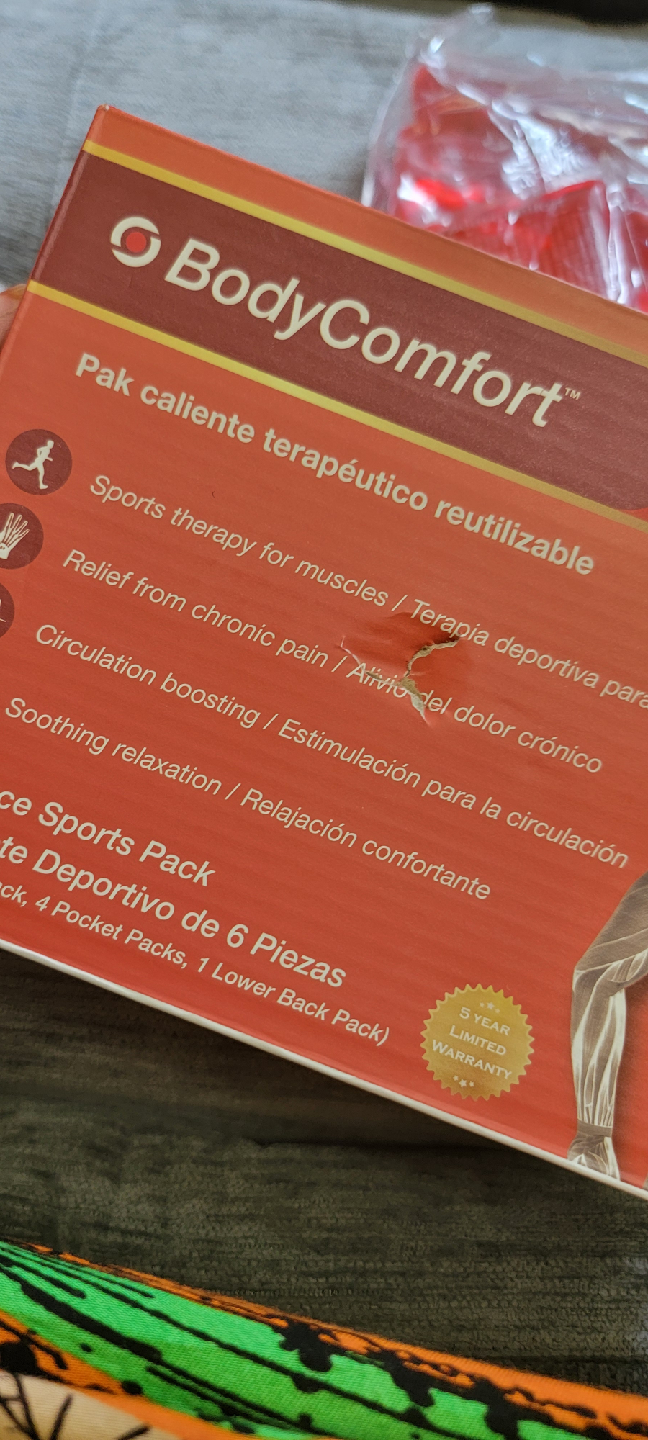 BodyComfort™
Pak caliente terapéutico reutilizable
Sports therapy for muscles / Terapia deportiva para
Relief from chronic pain / Alivio del dolor crónico
Circulation boosting / Estimulación para la circulación
Soothing relaxation / Relajación confortante
ce Sports Pack
te Deportivo de 6 Piezas
ck, 4 Pocket Packs, 1 Lower Back Pack)
5 YEAR
LIMITED
WARRANTY